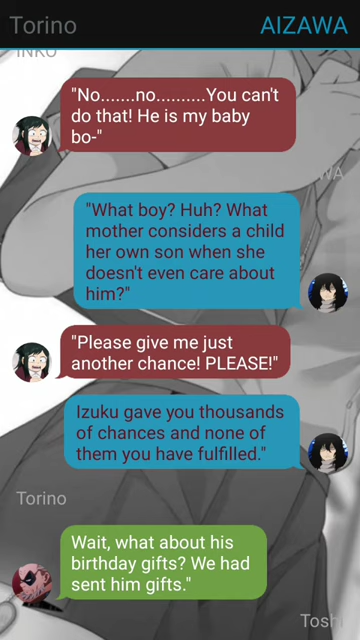 Torino AIZAWA
INKO
"No.......no..........You can't
do that! He is my baby
bo-"
WA
"What boy? Huh? What
mother considers a child
her own son when she
doesn't even care about
him?"
"Please give me just
another chance! PLEASE!"
Izuku gave you thousands
of chances and none of
them you have fulfilled."
Torino
Wait, what about his
birthday gifts? We had
sent him gifts."
Toshi